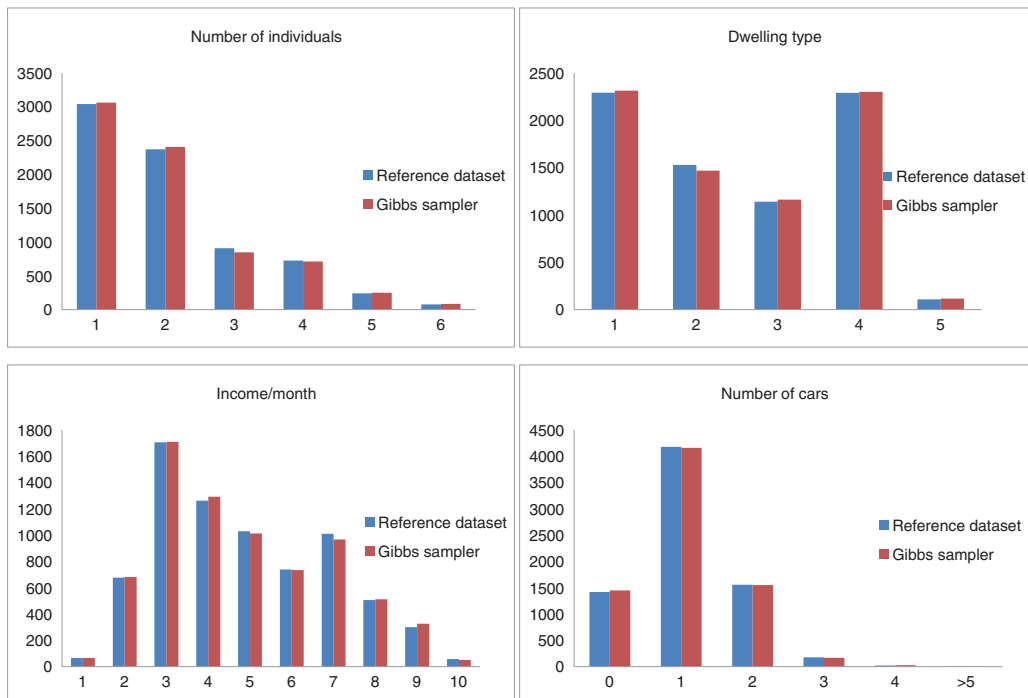 Number of individuals
3500
3000
2500
2000
1500
1000
500
0
1 2 3 4 5 6
Reference dataset
Gibbs sampler
Dwelling type
2500
2000
1500
1000
500
0
1 2 3 4 5
Reference dataset
Gibbs sampler
Income/month
1800
1600
1400
1200
1000
800
600
400
200
0
1 2 3 4 5 6 7 8 9 10
Reference dataset
Gibbs sampler
Number of cars
4500
4000
3500
3000
2500
2000
1500
1000
500
0
0 1 2 3 4 >5
Reference dataset
Gibbs sampler